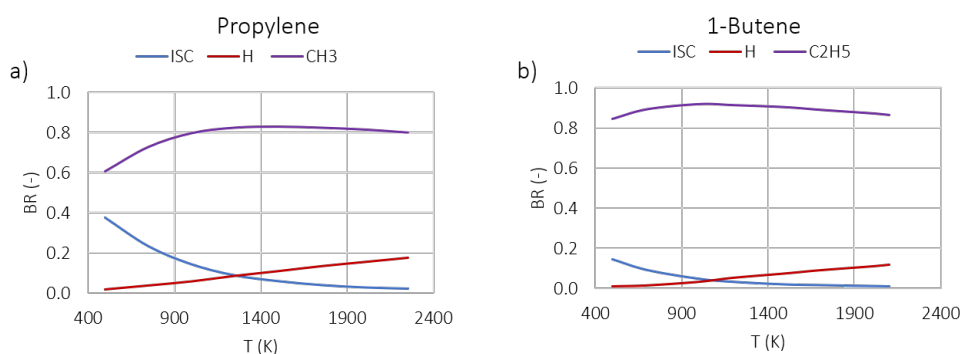 Propylene
ISC H CH3
a)
1.0
0.8
0.6
0.4
0.2
0.0
BR (-)
400 900 1400 1900 2400
T (K)
1-Butene
ISC H C2H5
b)
1.0
0.8
0.6
0.4
0.2
0.0
BR (-)
400 900 1400 1900 2400
T (K)